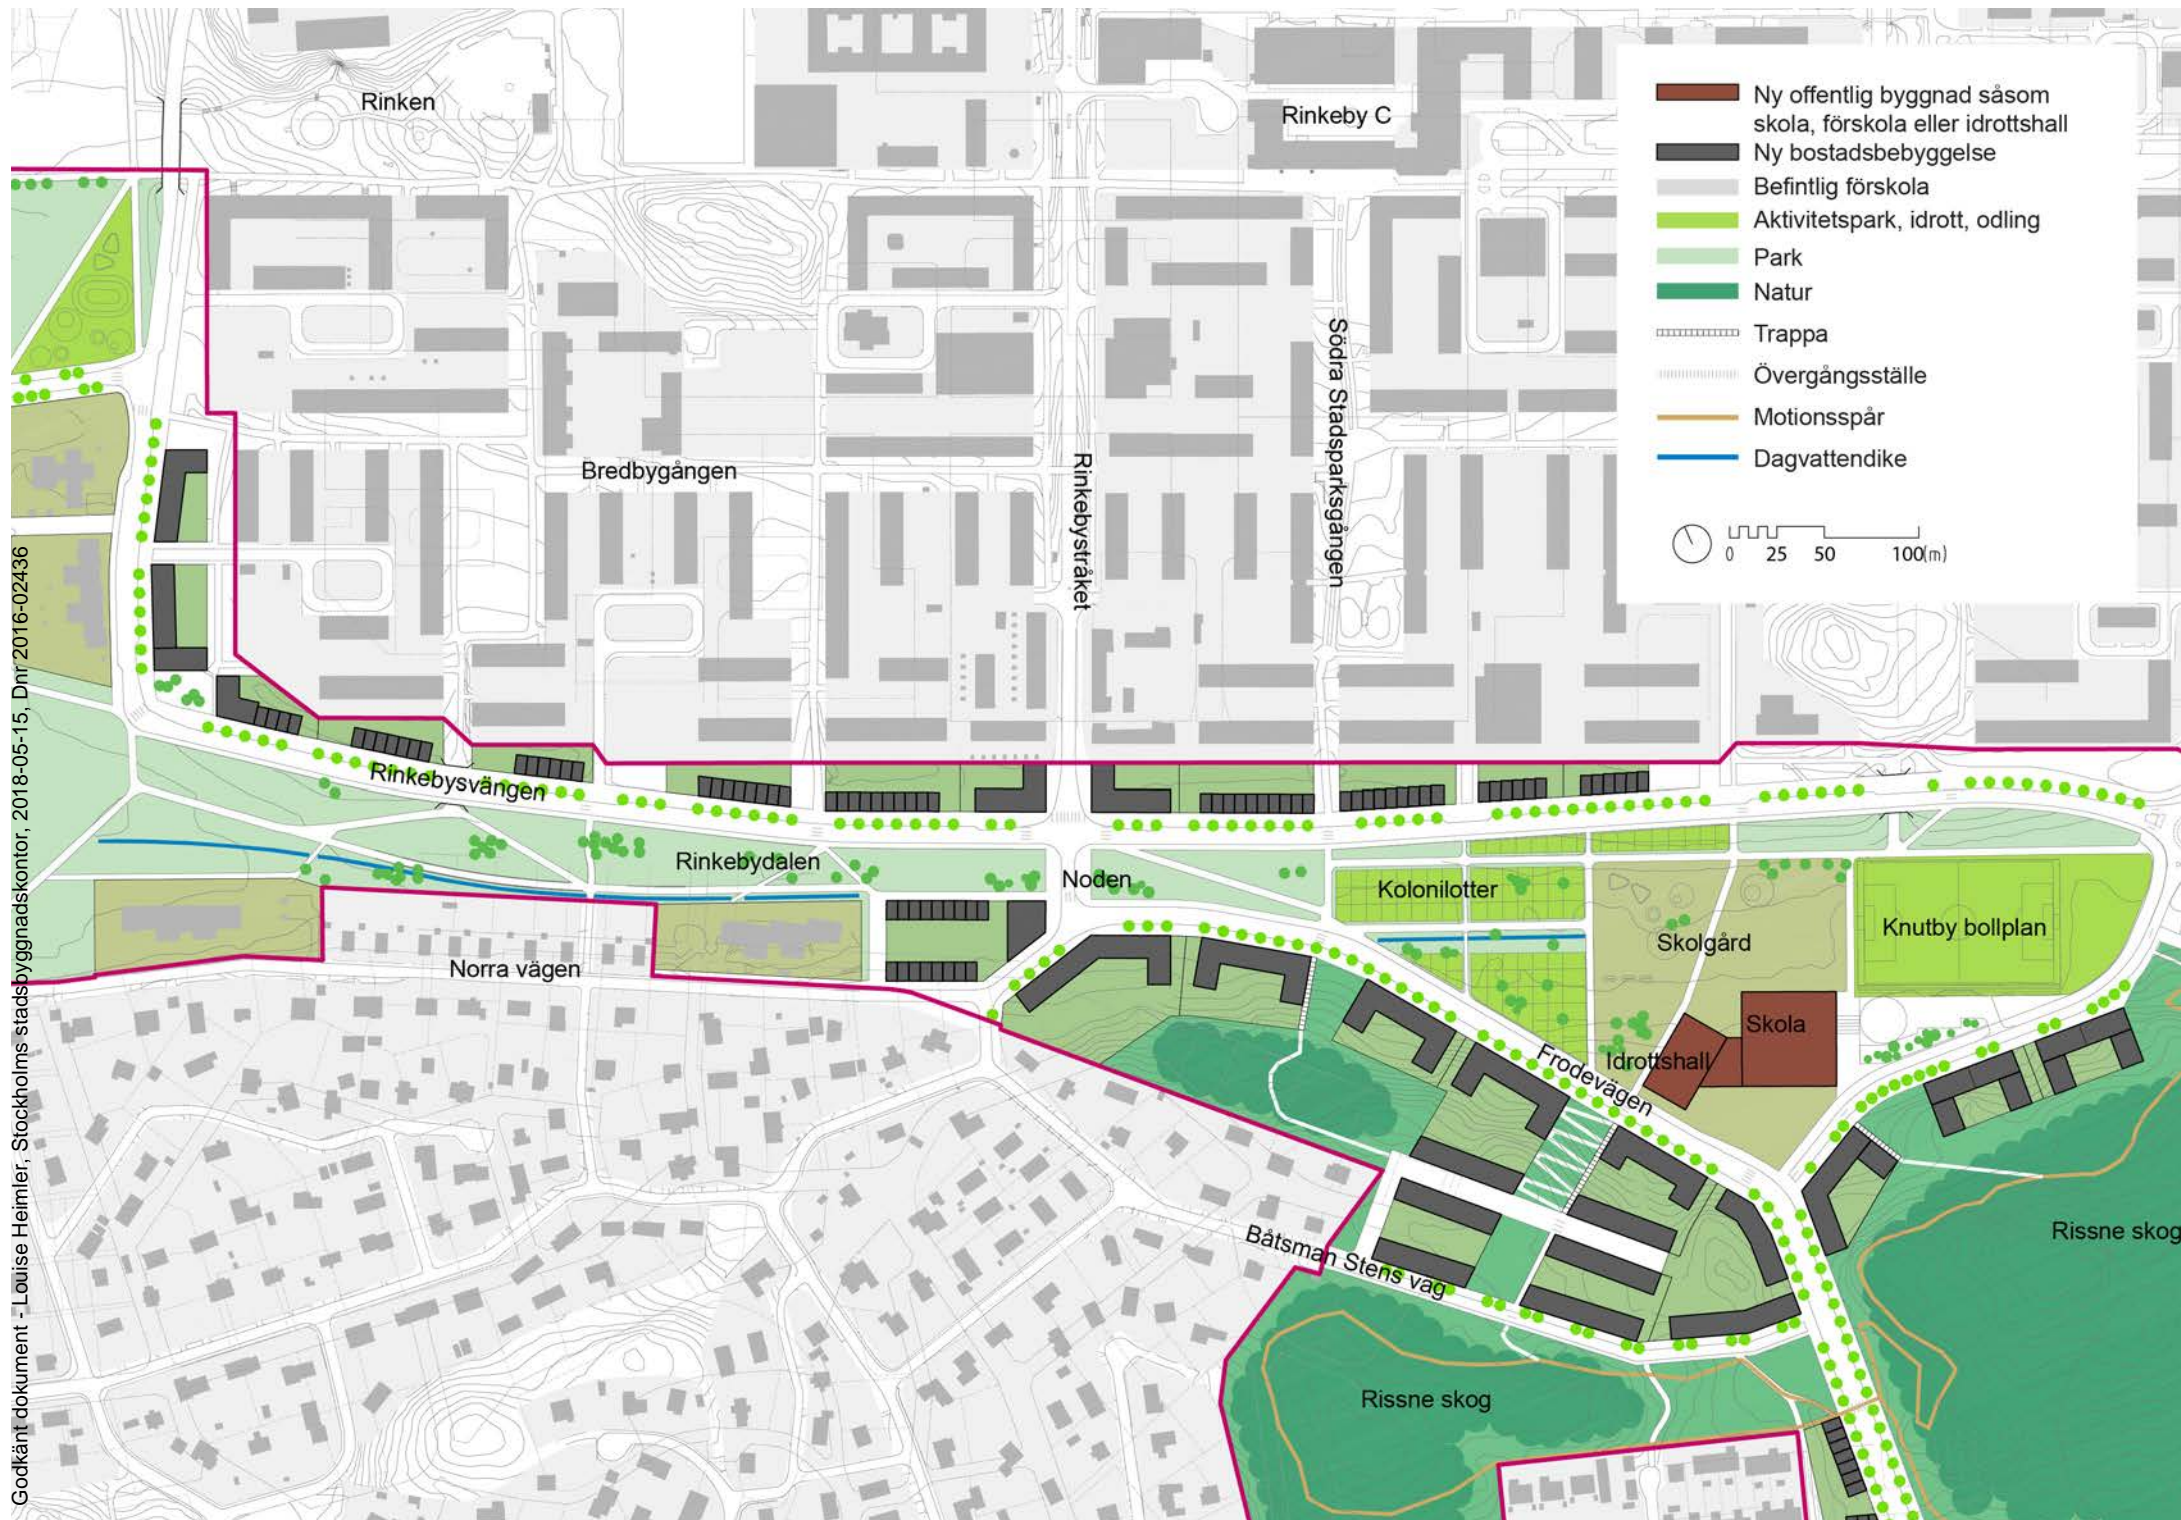 Rinken
Rinkeby C
Ny offentlig byggnad såsom
skola, förskola eller idrottshall
Ny bostadsbebyggelse
Befintlig förskola
Aktivitetspark, idrott, odling
Park
Natur
Trappa
Övergångsställe
Motionsspår
Dagvattendike
0 25 50 100(m)
Bredbygången
Rinkebystråket
Södra Stadsparksgången
Rinkebysvängen
Rinkebydalen
Noden
Kolonilotter
Skolgård
Knutby bollplan
Norra vägen
Skola
Idrottshall
Frodevägen
Båtsman Stens väg
Rissne skog
Rissne skog
Godkänt dokument - Louise Heimler, Stockholms stadsbyggnadskontor, 2018-05-15, Dnr 2016-02436